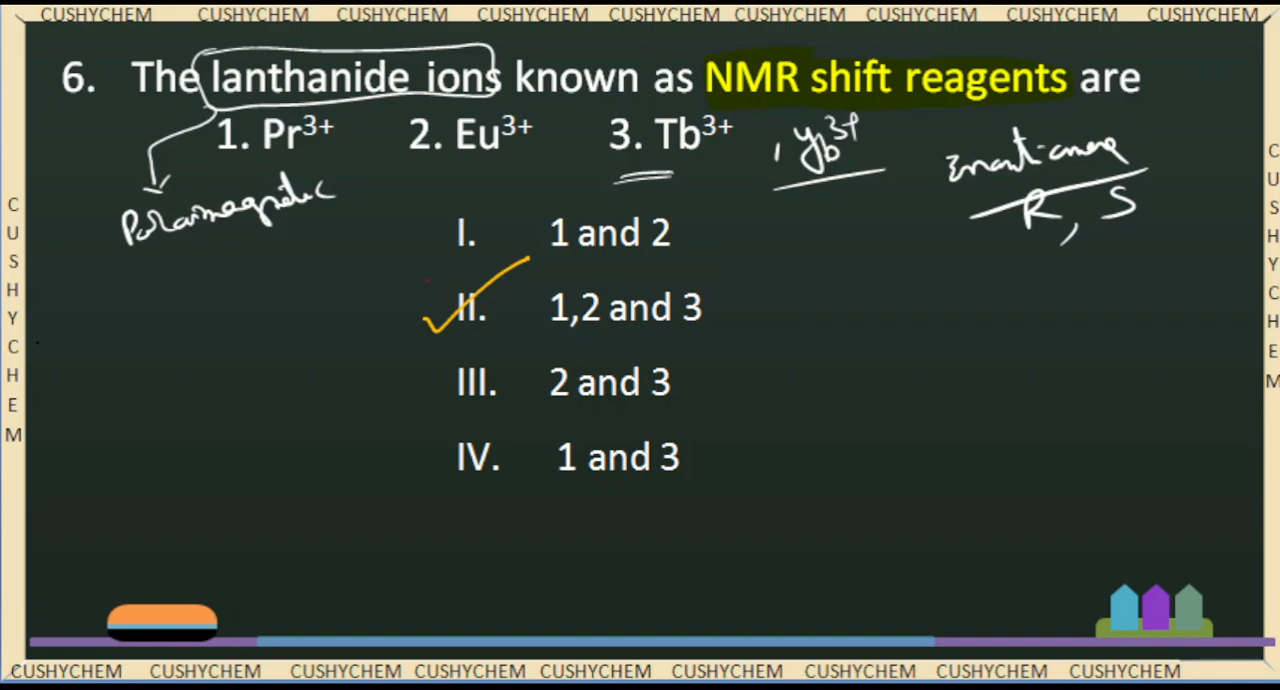 CUSHYCHEM CUSHYCHEM CUSHYCHEM CUSHYCHEM CUSHYCHEM CUSHYCHEM CUSHYCHEM CUSHYCHEM CUSHYCHEM
6. The lanthanide ions known as NMR shift reagents are
1. Pr³⁺ 2. Eu³⁺ 3. Tb³⁺ , Yb³⁺
Paramagnetic
R, S
I. 1 and 2
II. 1,2 and 3
III. 2 and 3
IV. 1 and 3
CUSHYCHEM
CUSHYCHEM
CUSHYCHEM CUSHYCHEM CUSHYCHEM CUSHYCHEM CUSHYCHEM CUSHYCHEM CUSHYCHEM CUSHYCHEM CUSHYCHEM